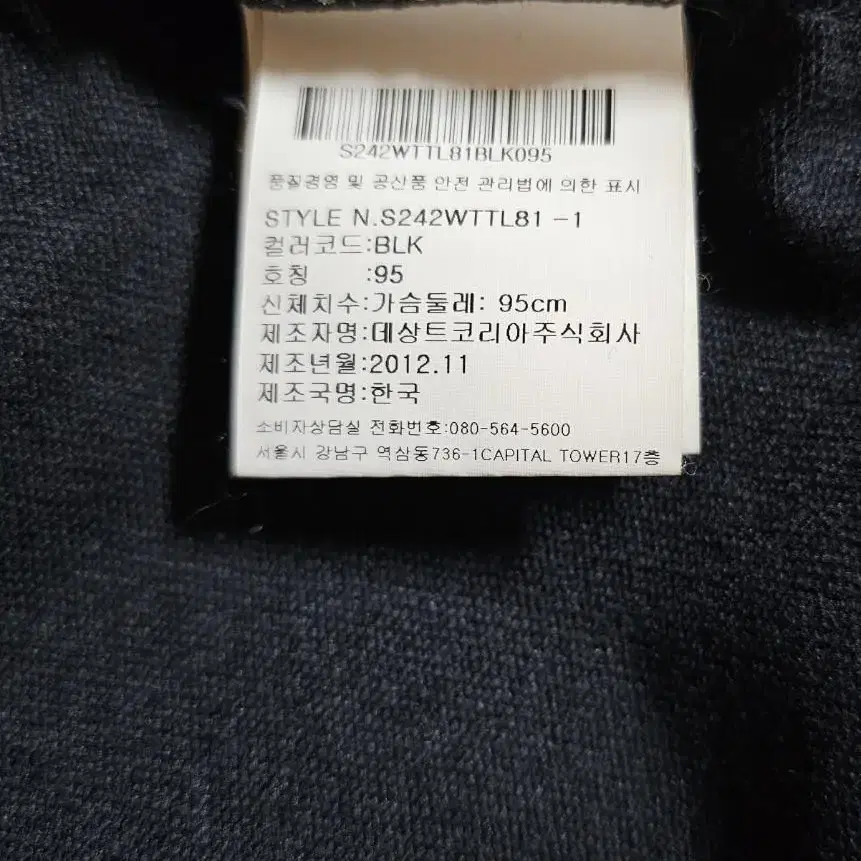 S242WTTL81BLK095
품질경영 및 공산품 안전 관리법에 의한 표시
STYLE N.S242WTTL81 -1
컬러코드:BLK
호칭 :95
신체치수:가슴둘레: 95cm
제조자명:데상트코리아주식회사
제조년월:2012.11
제조국명:한국
소비자상담실 전화번호:080-564-5600
서울시 강남구 역삼동736-1CAPITAL TOWER17층